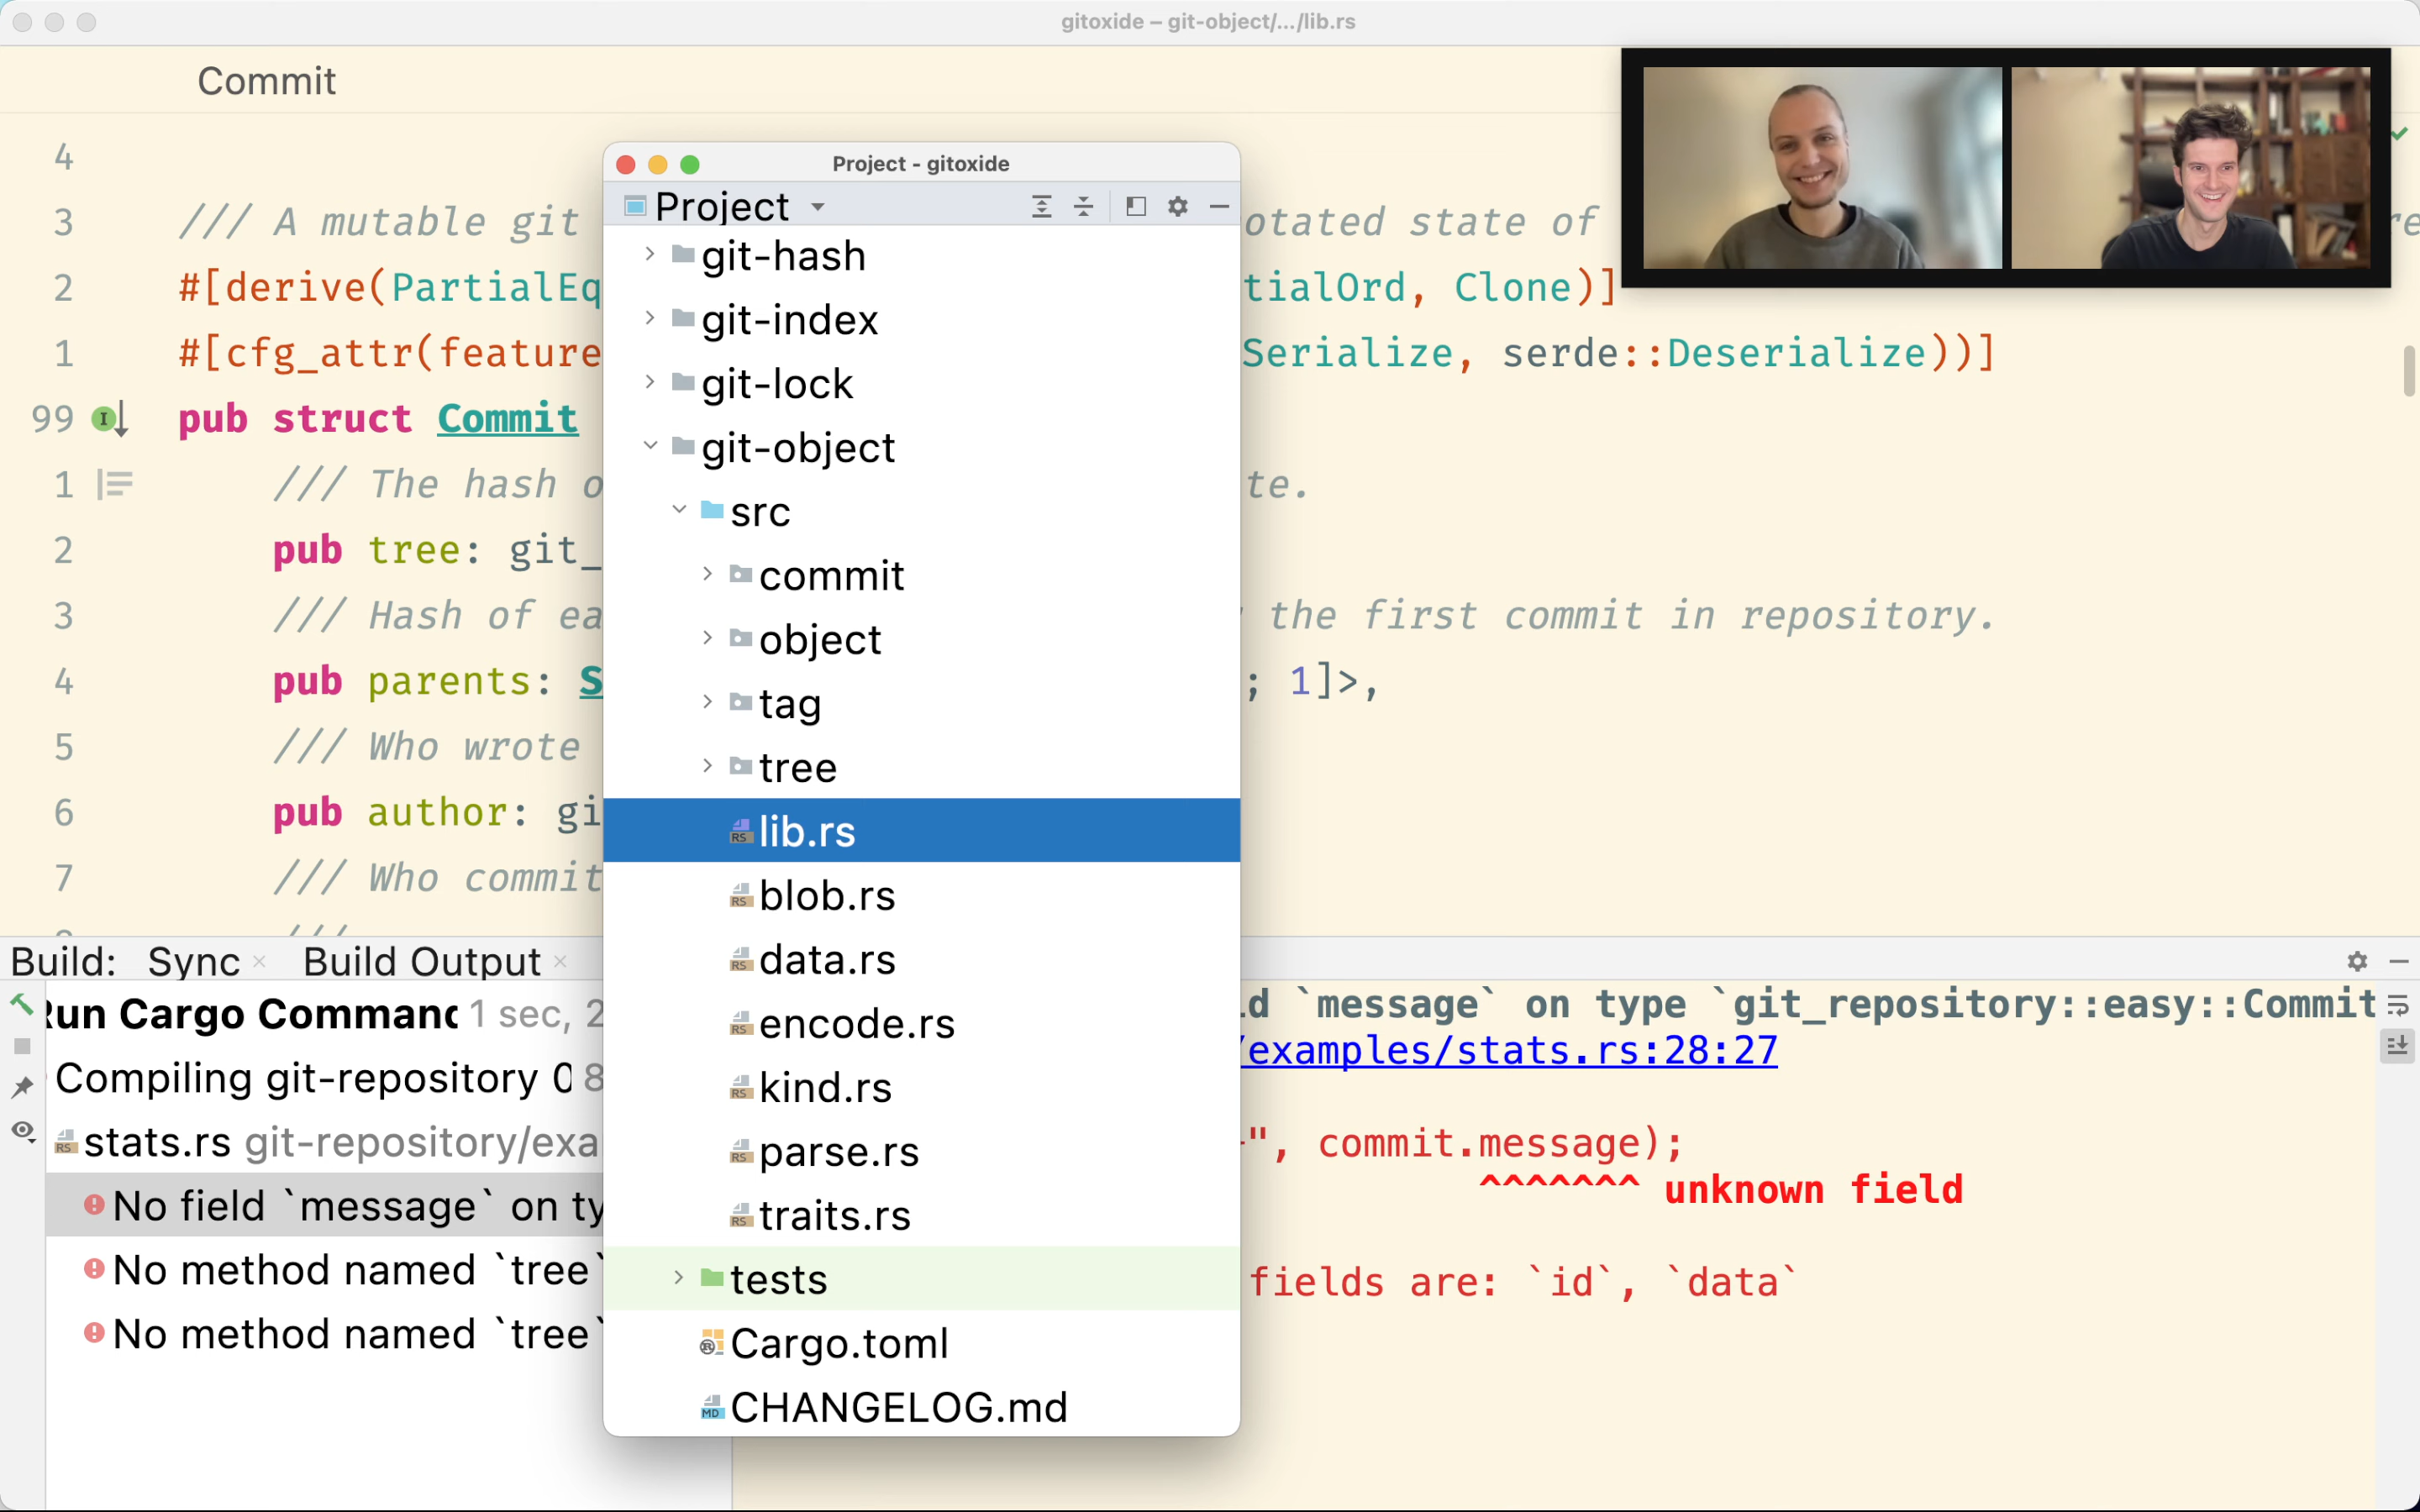 gitoxide – git-object/.../lib.rs
Commit
4
3 /// A mutable git otated state of
2 #[derive(PartialEq tialOrd, Clone)]
1 #[cfg_attr(feature Serialize, serde::Deserialize))]
99 pub struct Commit
1 /// The hash o te.
2 pub tree: git_
3 /// Hash of ea the first commit in repository.
4 pub parents: S ; 1]>,
5 /// Who wrote
6 pub author: gi
7 /// Who commit
///
Project - gitoxide
Project
git-hash
git-index
git-lock
git-object
src
commit
object
tag
tree
lib.rs
blob.rs
data.rs
encode.rs
kind.rs
parse.rs
traits.rs
tests
Cargo.toml
CHANGELOG.md
Build: Sync Build Output
Run Cargo Command 1 sec, 2
Compiling git-repository 0 8
stats.rs git-repository/exa
No field `message` on ty
No method named `tree`
No method named `tree`
ld `message` on type `git_repository::easy::Commit
/examples/stats.rs:28:27
", commit.message);
^^^^^^^ unknown field
fields are: `id`, `data`